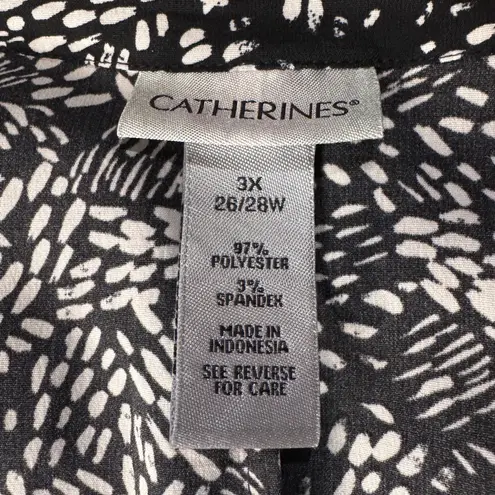 CATHERINES®
3X
26/28W
97%
POLYESTER
3%
SPANDEX
MADE IN
INDONESIA
SEE REVERSE
FOR CARE